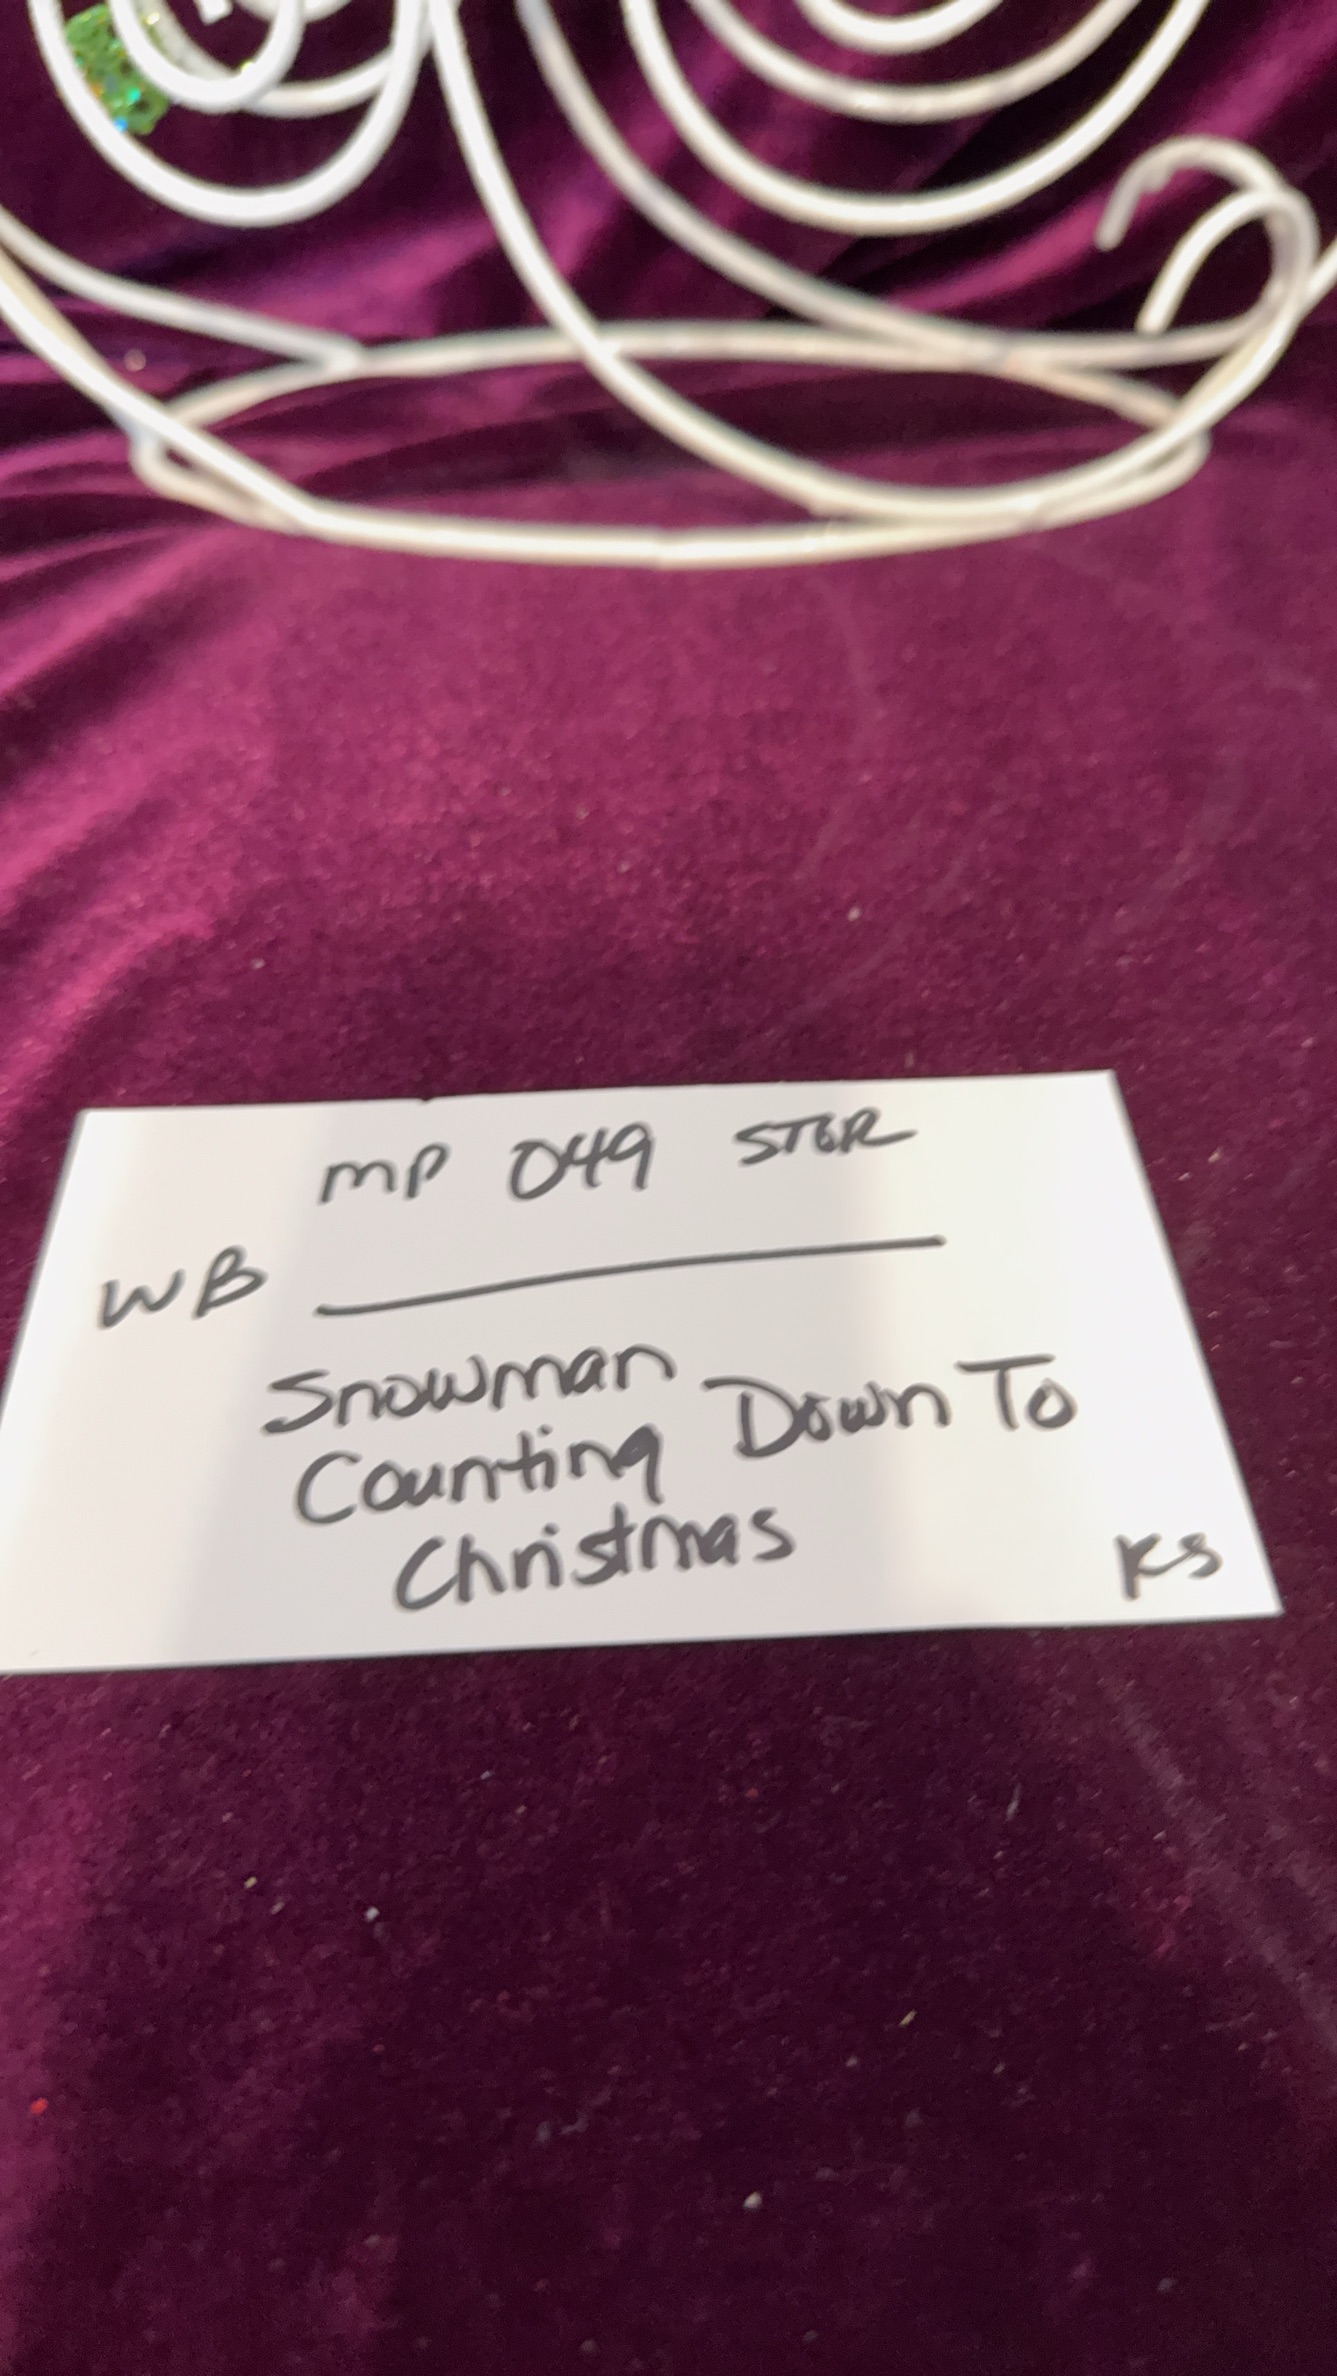 MP 049 STGR
WB
Snowman
Counting Down To
Christmas
KS